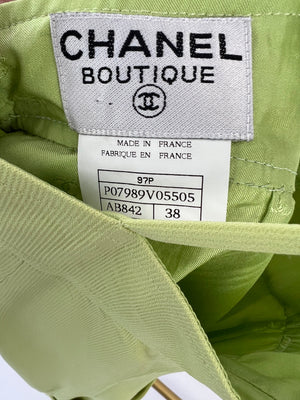 CHANEL
BOUTIQUE
MADE IN FRANCE
FABRIQUE EN FRANCE
97P
P07989V05505
AB842 38